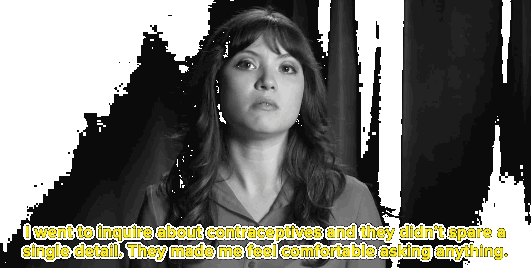 I went to inquire about contraceptives and they didn't spare a
single detail. They made me feel comfortable asking anything.